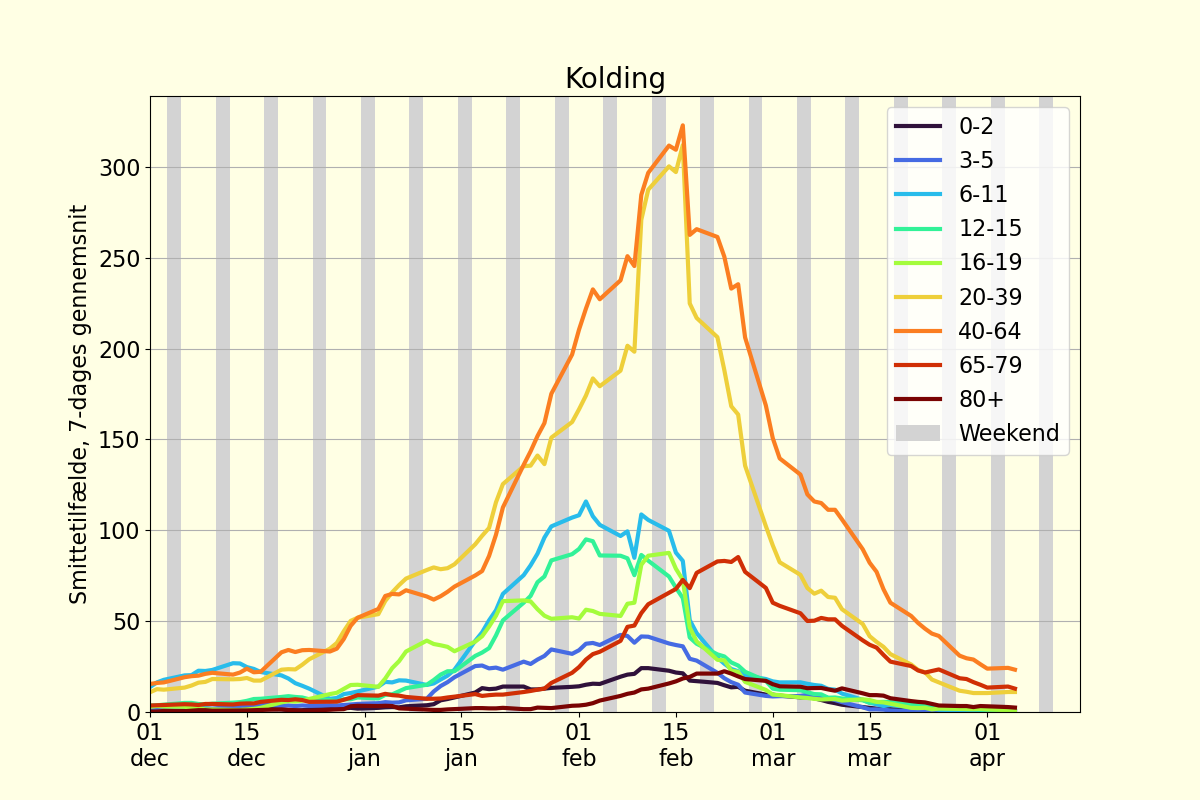 Kolding
Smittetilfælde, 7-dages gennemsnit
300
250
200
150
100
50
0
01 dec
15 dec
01 jan
15 jan
01 feb
15 feb
01 mar
15 mar
01 apr
0-2
3-5
6-11
12-15
16-19
20-39
40-64
65-79
80+
Weekend